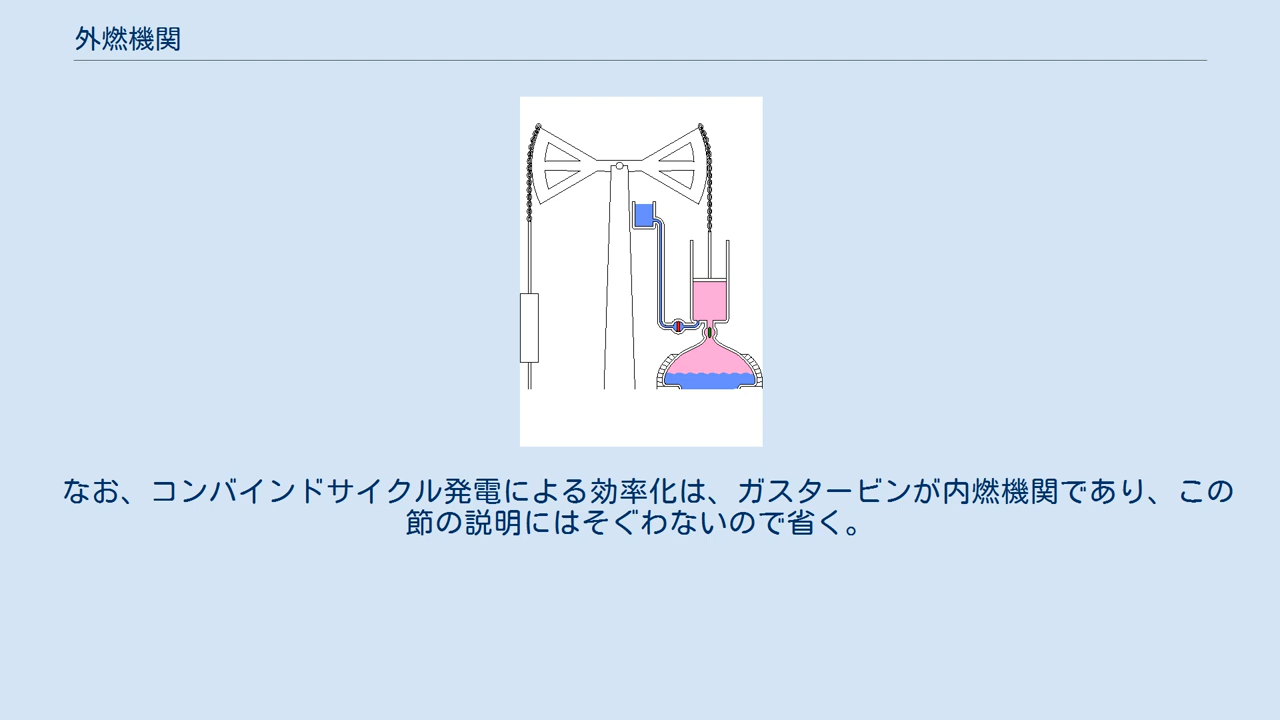 外燃機関
なお、コンバインドサイクル発電による効率化は、ガスタービンが内燃機関であり、この
節の説明にはそぐわないので省く。